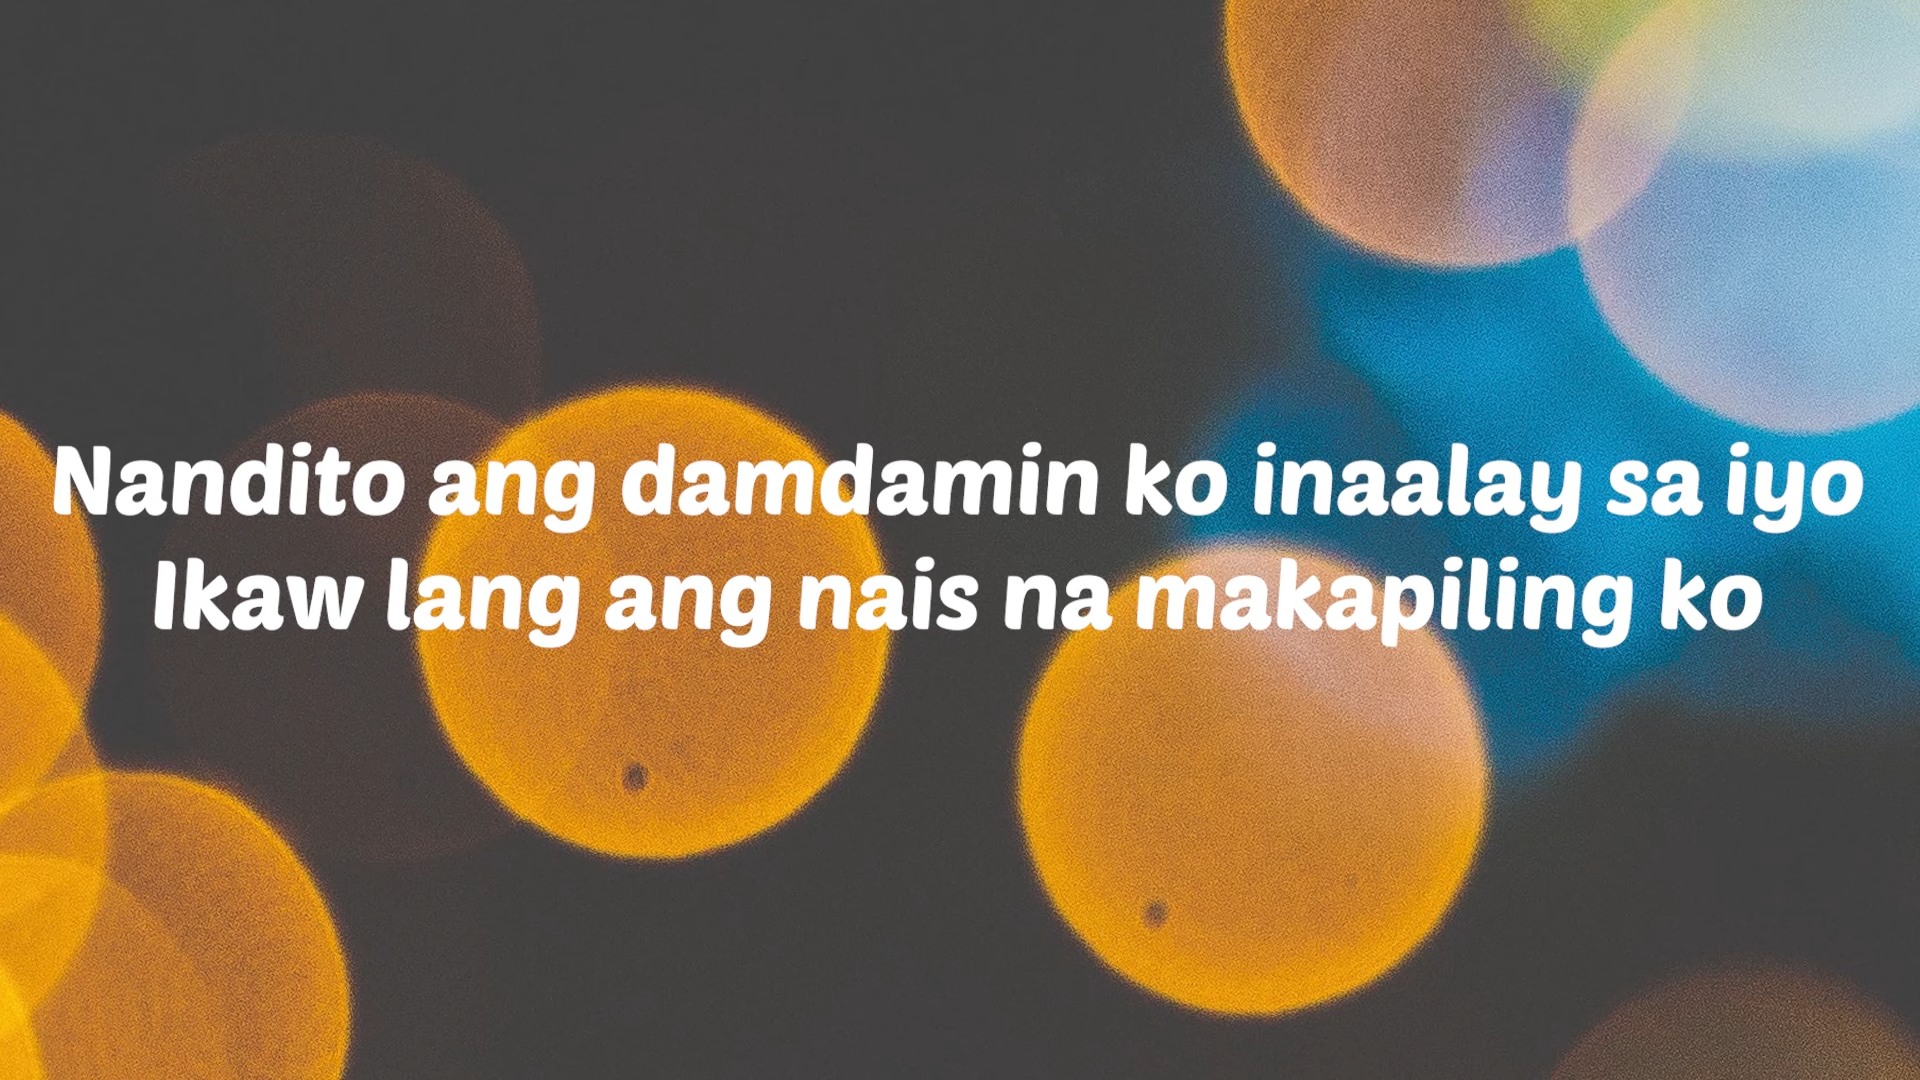 Nandito ang damdamin ko inaalay sa iyo
Ikaw lang ang nais na makapiling ko